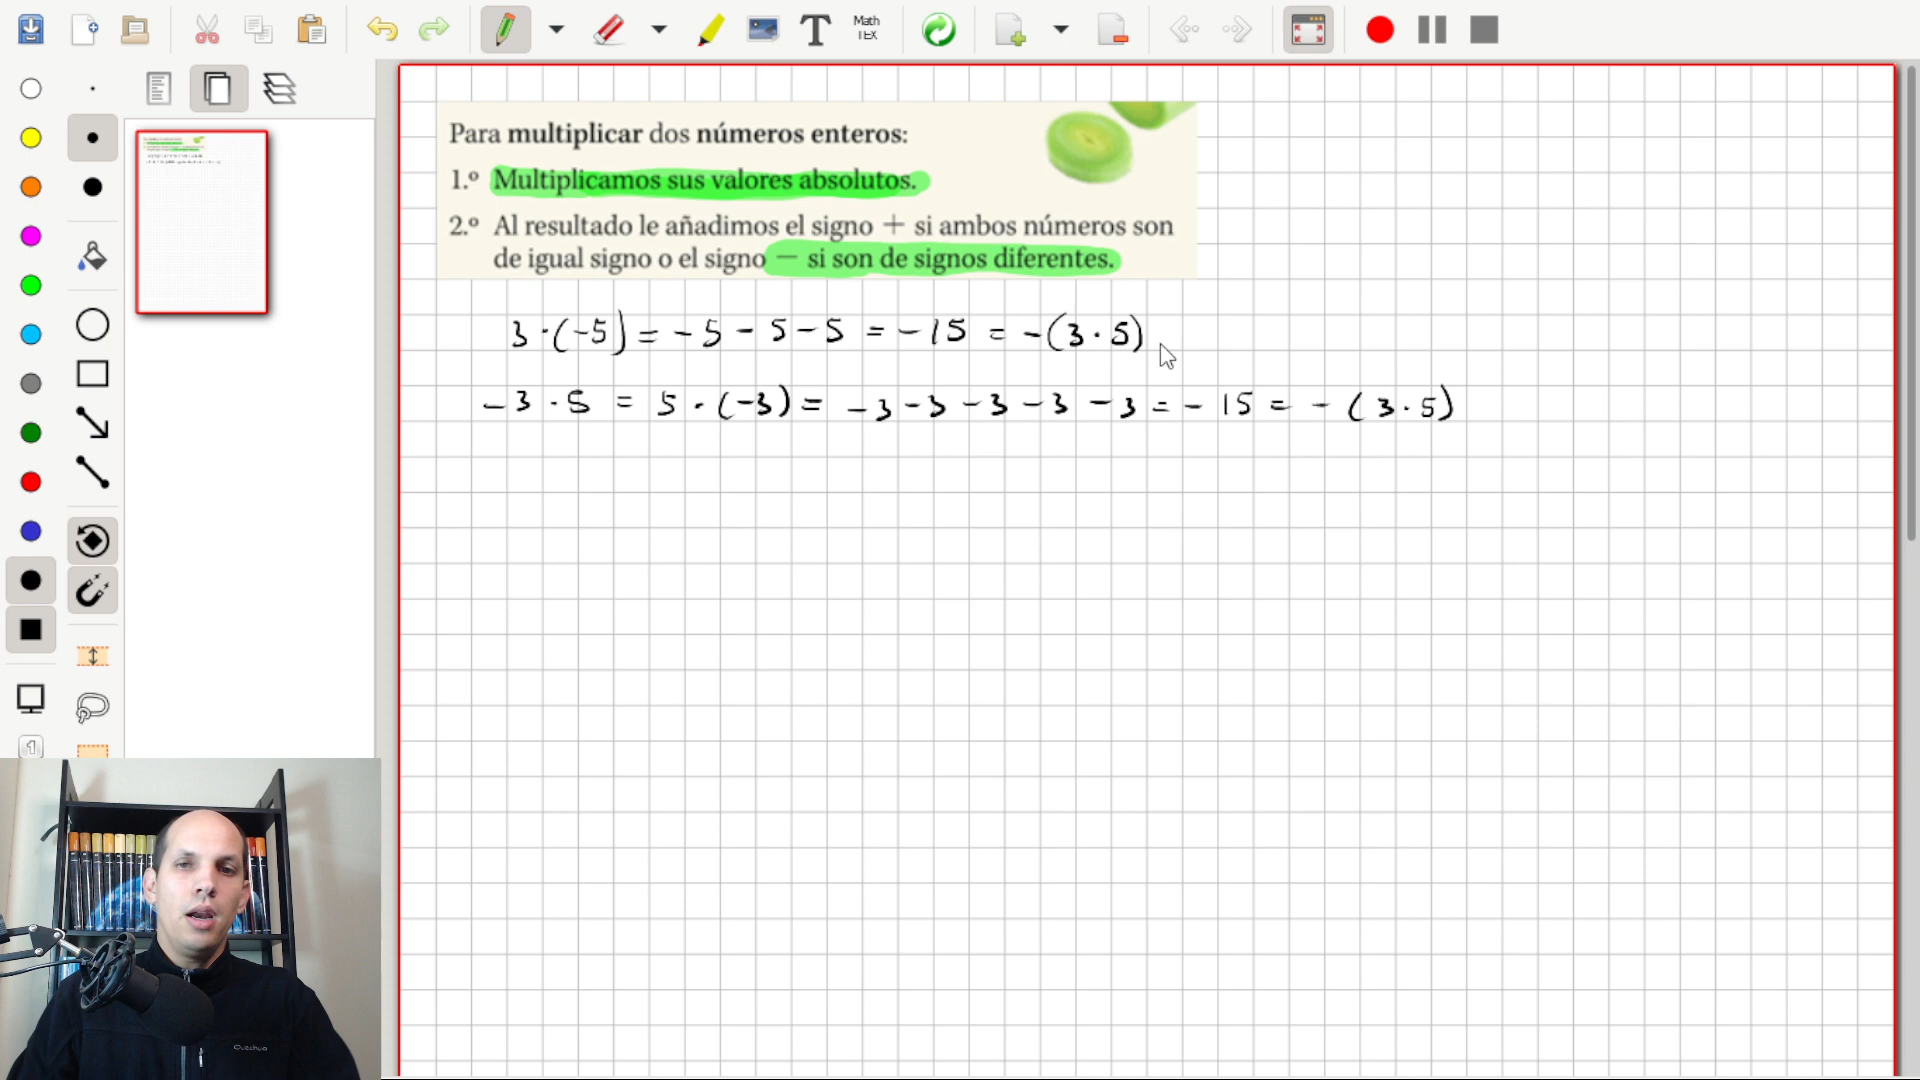 Math
TEX
Para multiplicar dos números enteros:
1.º Multiplicamos sus valores absolutos.
2.º Al resultado le añadimos el signo + si ambos números son
de igual signo o el signo − si son de signos diferentes.
3 · (-5) = - 5 - 5 - 5 = - 15 = - (3 · 5)
- 3 · 5 = 5 · (-3) = - 3 - 3 - 3 - 3 - 3 = - 15 = - (3 · 5)
1
Quechua